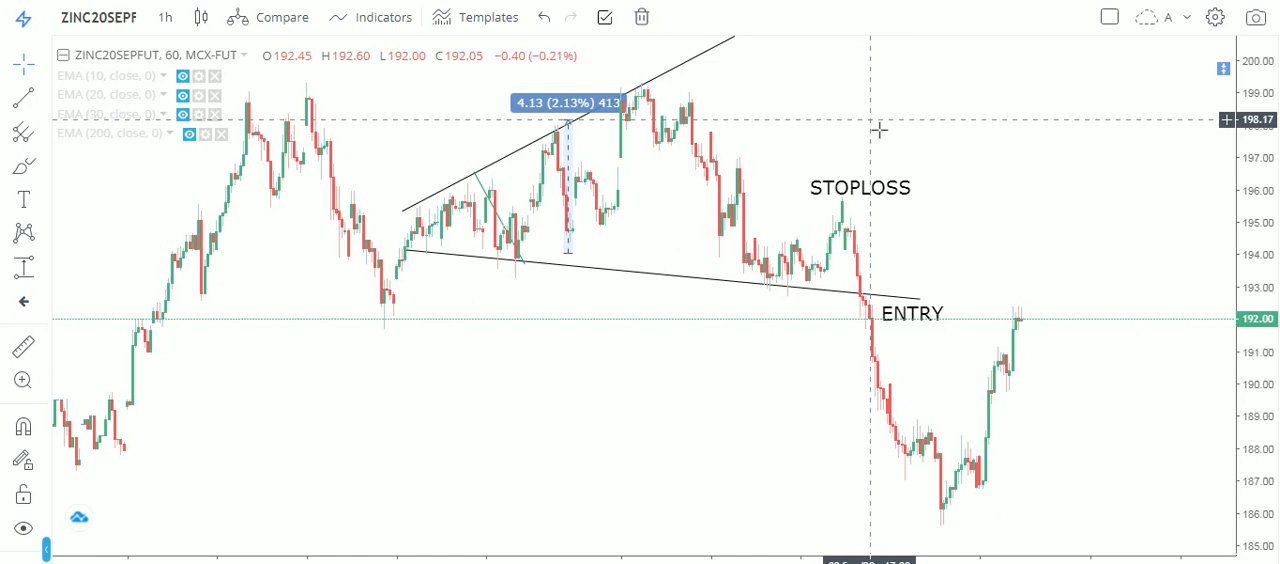 ZINC20SEPF 1h Compare Indicators Templates A
ZINC20SEPFUT, 60, MCX-FUT O192.45 H192.60 L192.00 C192.05 −0.40 (−0.21%)
EMA (10, close, 0)
EMA (20, close, 0)
EMA (30, close, 0)
EMA (200, close, 0)
4.13 (2.13%) 413
STOPLOSS
ENTRY
200.00
199.00
198.17
197.00
196.00
195.00
194.00
193.00
192.00
191.00
190.00
189.00
188.00
187.00
186.00
185.00